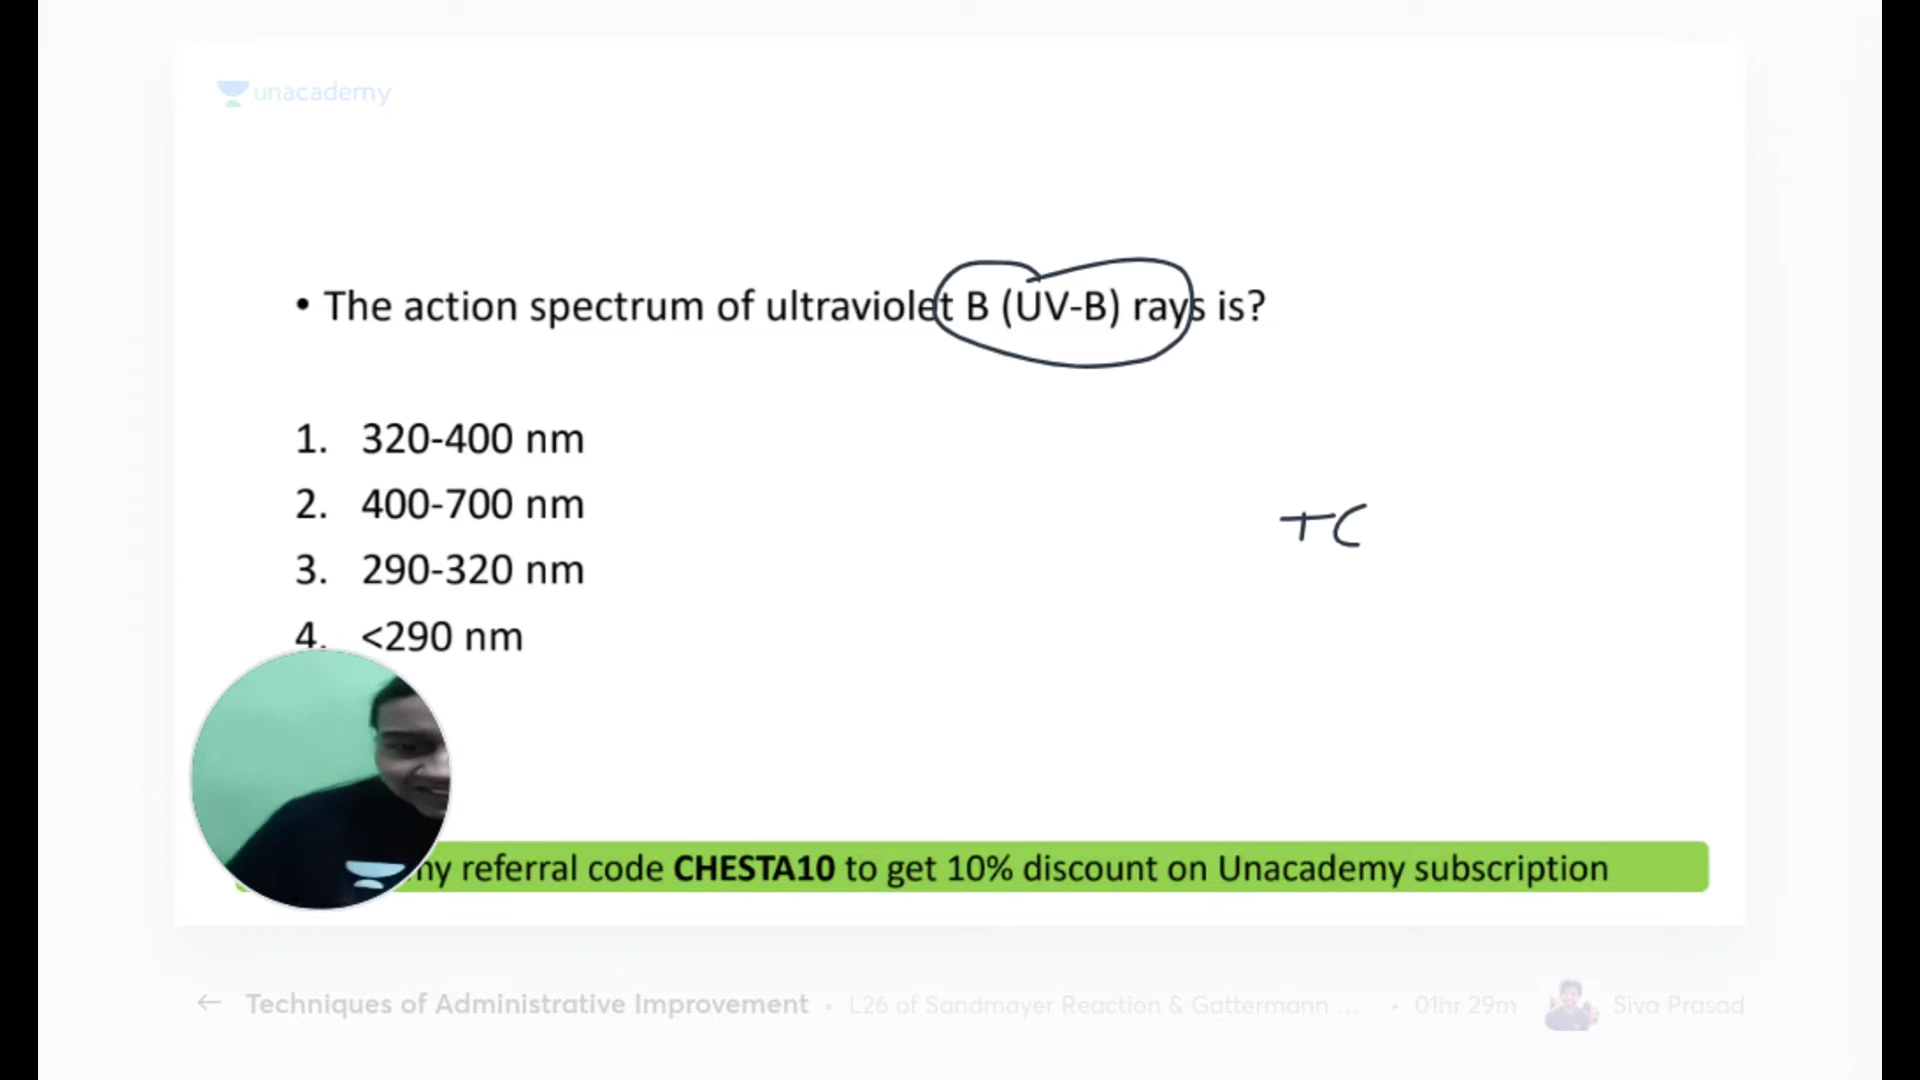 unacademy
• The action spectrum of ultraviolet B (UV-B) rays is?
1. 320-400 nm
2. 400-700 nm
3. 290-320 nm
TC
4. <290 nm
my referral code CHESTA10 to get 10% discount on Unacademy subscription
← Techniques of Administrative Improvement • L26 of Sandmayer Reaction & Gattermann ... • 01hr 29m Siva Prasad